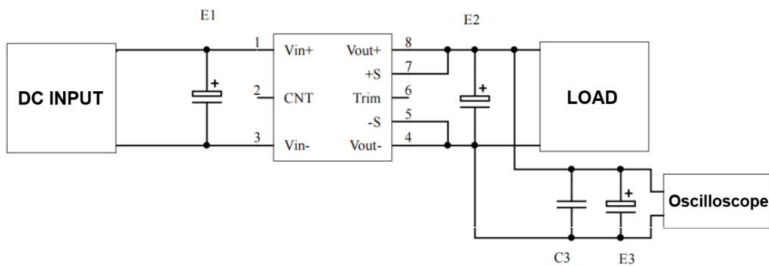 E1
E2
1
Vin+
Vout+
8
+S
7
DC INPUT
2
CNT
Trim
6
LOAD
-S
5
3
Vin-
Vout-
4
+
+
+
Oscilloscope
C3
E3